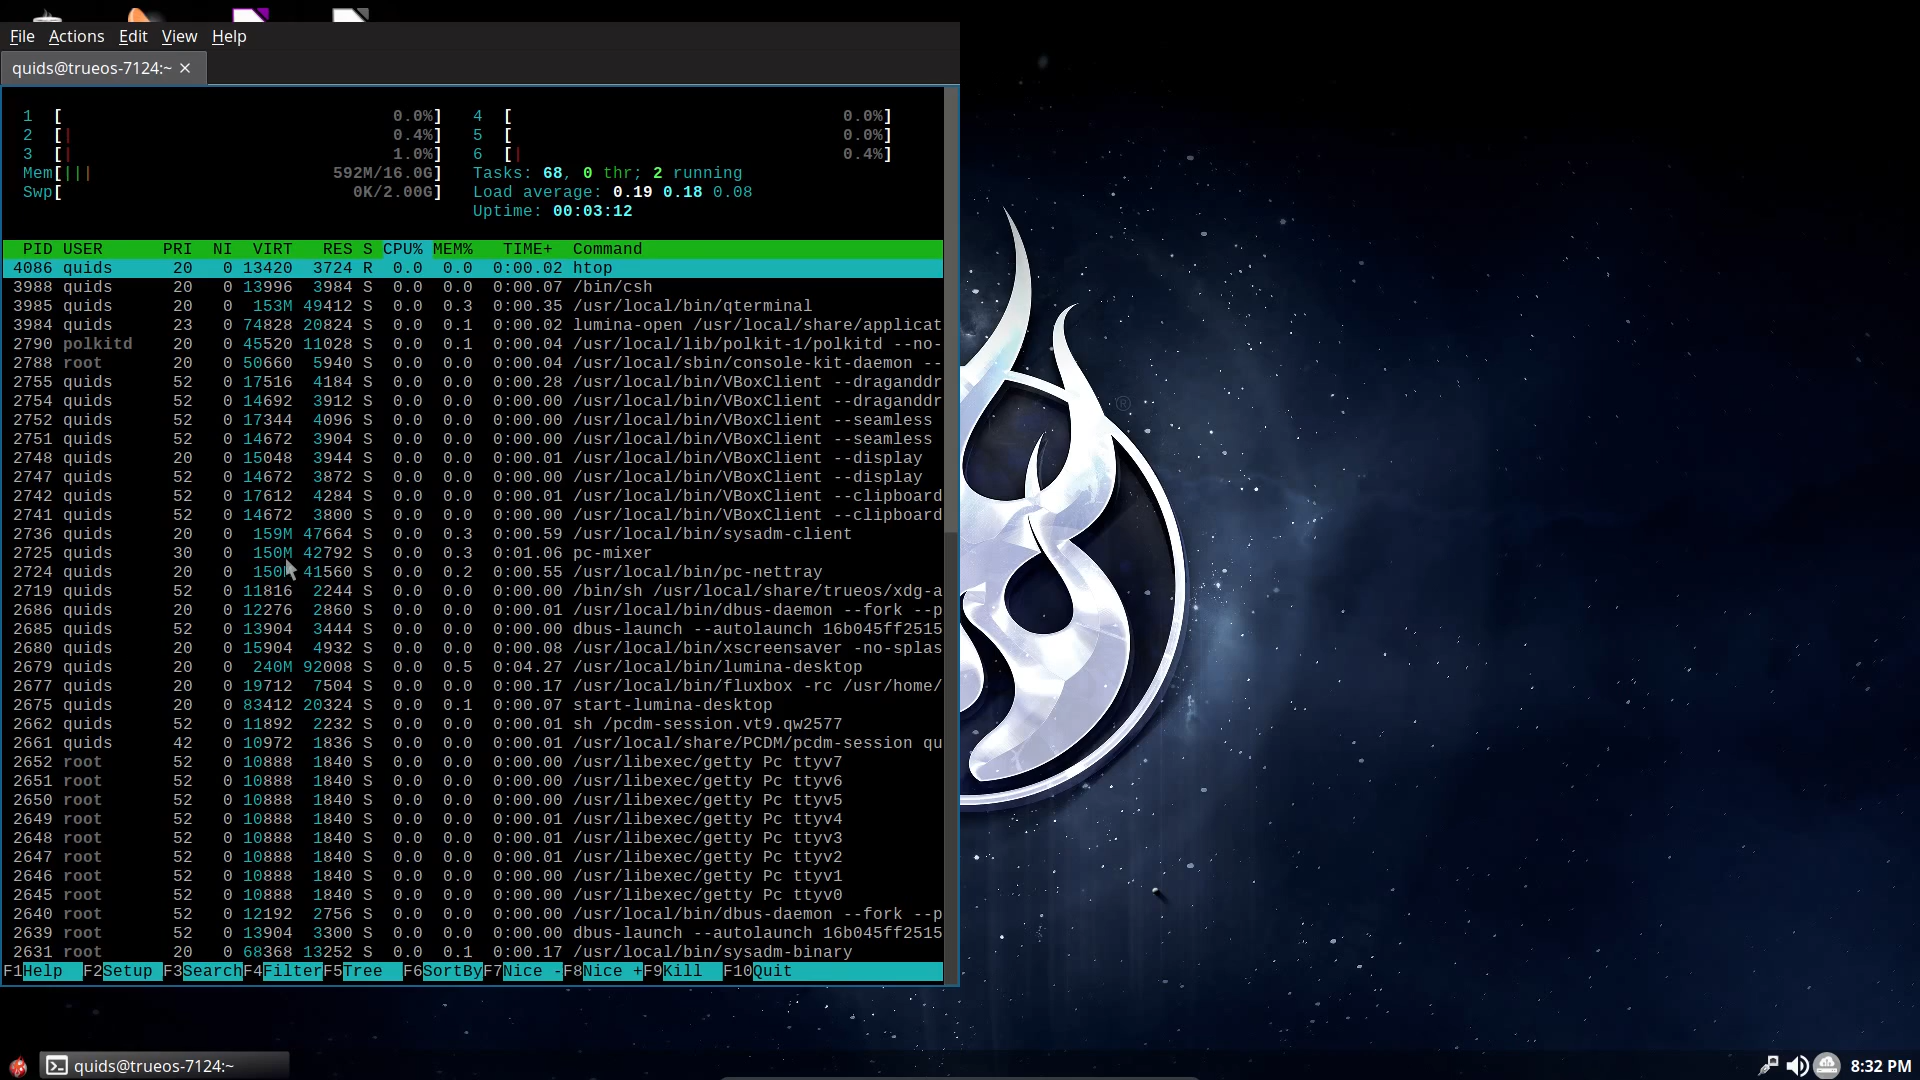 File Actions Edit View Help
quids@trueos-7124:~ ×
1 [ 0.0%] 4 [ 0.0%]
2 [| 0.4%] 5 [ 0.0%]
3 [| 1.0%] 6 [| 0.4%]
Mem[||| 592M/16.0G] Tasks: 68, 0 thr; 2 running
Swp[ 0K/2.00G] Load average: 0.19 0.18 0.08
Uptime: 00:03:12
PID USER PRI NI VIRT RES S CPU% MEM% TIME+ Command
4086 quids 20 0 13420 3724 R 0.0 0.0 0:00.02 htop
3988 quids 20 0 13996 3984 S 0.0 0.0 0:00.07 /bin/csh
3985 quids 20 0 153M 49412 S 0.0 0.3 0:00.35 /usr/local/bin/qterminal
3984 quids 23 0 74828 20824 S 0.0 0.1 0:00.02 lumina-open /usr/local/share/applicat
2790 polkitd 20 0 45520 11028 S 0.0 0.1 0:00.04 /usr/local/lib/polkit-1/polkitd --no-
2788 root 20 0 50660 5940 S 0.0 0.0 0:00.04 /usr/local/sbin/console-kit-daemon --
2755 quids 52 0 17516 4184 S 0.0 0.0 0:00.28 /usr/local/bin/VBoxClient --draganddr
2754 quids 52 0 14692 3912 S 0.0 0.0 0:00.00 /usr/local/bin/VBoxClient --draganddr
2752 quids 52 0 17344 4096 S 0.0 0.0 0:00.00 /usr/local/bin/VBoxClient --seamless
2751 quids 52 0 14672 3904 S 0.0 0.0 0:00.00 /usr/local/bin/VBoxClient --seamless
2748 quids 20 0 15048 3944 S 0.0 0.0 0:00.01 /usr/local/bin/VBoxClient --display
2747 quids 52 0 14672 3872 S 0.0 0.0 0:00.00 /usr/local/bin/VBoxClient --display
2742 quids 52 0 17612 4284 S 0.0 0.0 0:00.01 /usr/local/bin/VBoxClient --clipboard
2741 quids 52 0 14672 3800 S 0.0 0.0 0:00.00 /usr/local/bin/VBoxClient --clipboard
2736 quids 20 0 159M 47664 S 0.0 0.3 0:00.59 /usr/local/bin/sysadm-client
2725 quids 30 0 150M 42792 S 0.0 0.3 0:01.06 pc-mixer
2724 quids 20 0 150M 41560 S 0.0 0.2 0:00.55 /usr/local/bin/pc-nettray
2719 quids 52 0 11816 2244 S 0.0 0.0 0:00.00 /bin/sh /usr/local/share/trueos/xdg-a
2686 quids 20 0 12276 2860 S 0.0 0.0 0:00.01 /usr/local/bin/dbus-daemon --fork --p
2685 quids 52 0 13904 3444 S 0.0 0.0 0:00.00 dbus-launch --autolaunch 16b045ff2515
2680 quids 20 0 15904 4932 S 0.0 0.0 0:00.08 /usr/local/bin/xscreensaver -no-splas
2679 quids 20 0 240M 92008 S 0.0 0.5 0:04.27 /usr/local/bin/lumina-desktop
2677 quids 20 0 19712 7504 S 0.0 0.0 0:00.17 /usr/local/bin/fluxbox -rc /usr/home/
2675 quids 20 0 83412 20324 S 0.0 0.1 0:00.07 start-lumina-desktop
2662 quids 52 0 11892 2232 S 0.0 0.0 0:00.01 sh /pcdm-session.vt9.qw2577
2661 quids 42 0 10972 1836 S 0.0 0.0 0:00.01 /usr/local/share/PCDM/pcdm-session qu
2652 root 52 0 10888 1840 S 0.0 0.0 0:00.00 /usr/libexec/getty Pc ttyv7
2651 root 52 0 10888 1840 S 0.0 0.0 0:00.00 /usr/libexec/getty Pc ttyv6
2650 root 52 0 10888 1840 S 0.0 0.0 0:00.00 /usr/libexec/getty Pc ttyv5
2649 root 52 0 10888 1840 S 0.0 0.0 0:00.01 /usr/libexec/getty Pc ttyv4
2648 root 52 0 10888 1840 S 0.0 0.0 0:00.01 /usr/libexec/getty Pc ttyv3
2647 root 52 0 10888 1840 S 0.0 0.0 0:00.01 /usr/libexec/getty Pc ttyv2
2646 root 52 0 10888 1840 S 0.0 0.0 0:00.00 /usr/libexec/getty Pc ttyv1
2645 root 52 0 10888 1840 S 0.0 0.0 0:00.00 /usr/libexec/getty Pc ttyv0
2640 root 52 0 12192 2756 S 0.0 0.0 0:00.00 /usr/local/bin/dbus-daemon --fork --p
2639 root 52 0 13904 3300 S 0.0 0.0 0:00.00 dbus-launch --autolaunch 16b045ff2515
2631 root 20 0 68368 13252 S 0.0 0.1 0:00.17 /usr/local/bin/sysadm-binary
F1Help F2Setup F3SearchF4FilterF5Tree F6SortByF7Nice -F8Nice +F9Kill F10Quit
®
quids@trueos-7124:~
8:32 PM